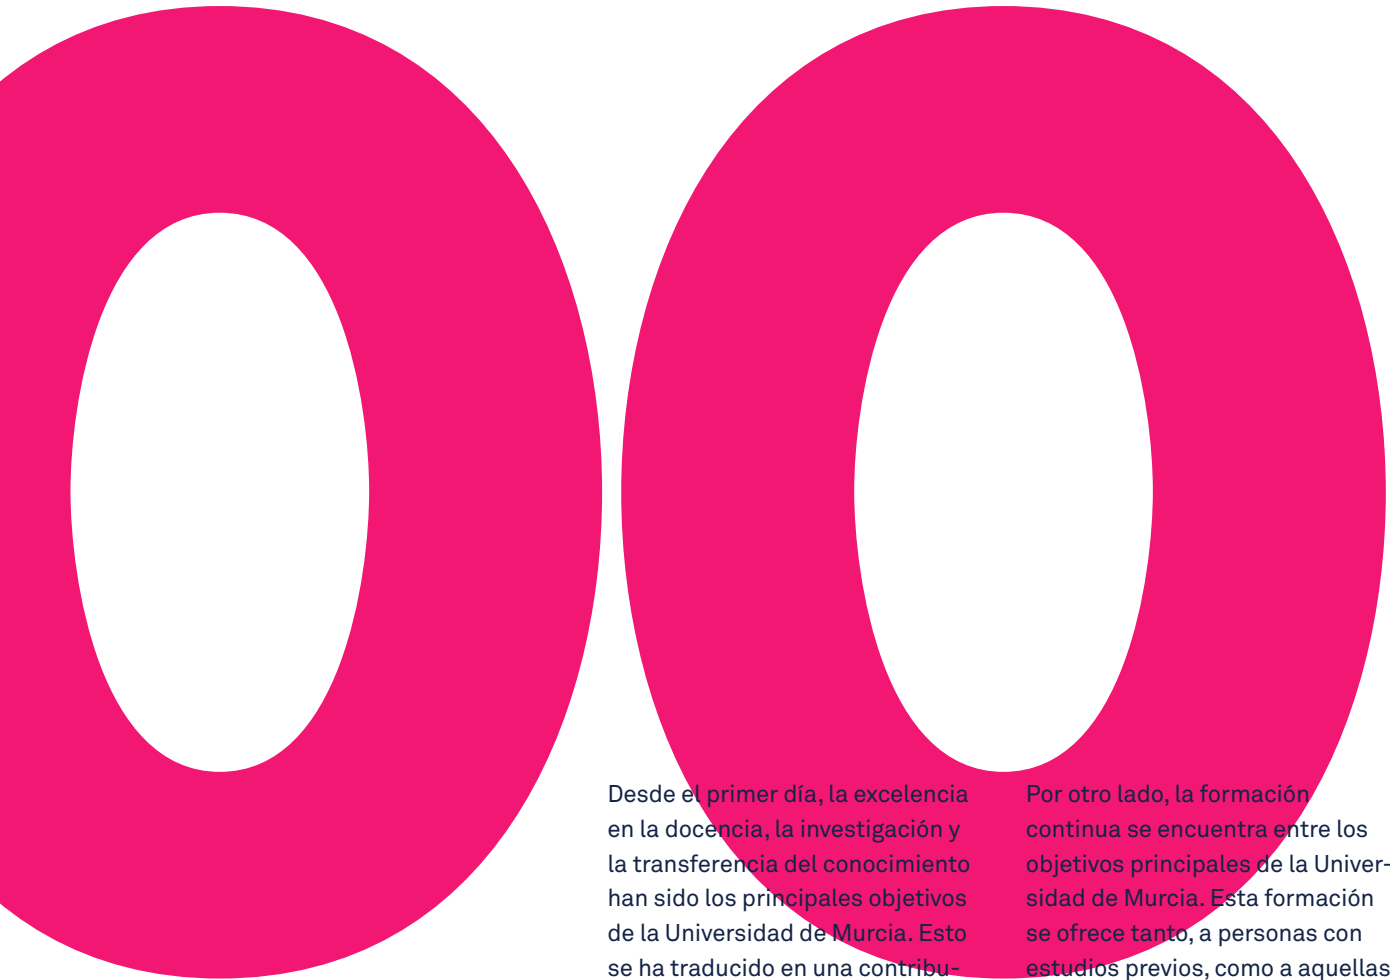 00
Desde el primer día, la excelencia
en la docencia, la investigación y
la transferencia del conocimiento
han sido los principales objetivos
de la Universidad de Murcia. Esto
se ha traducido en una contribu-
Por otro lado, la formación
continua se encuentra entre los
objetivos principales de la Univer-
sidad de Murcia. Esta formación
se ofrece tanto, a personas con
estudios previos, como a aquellas